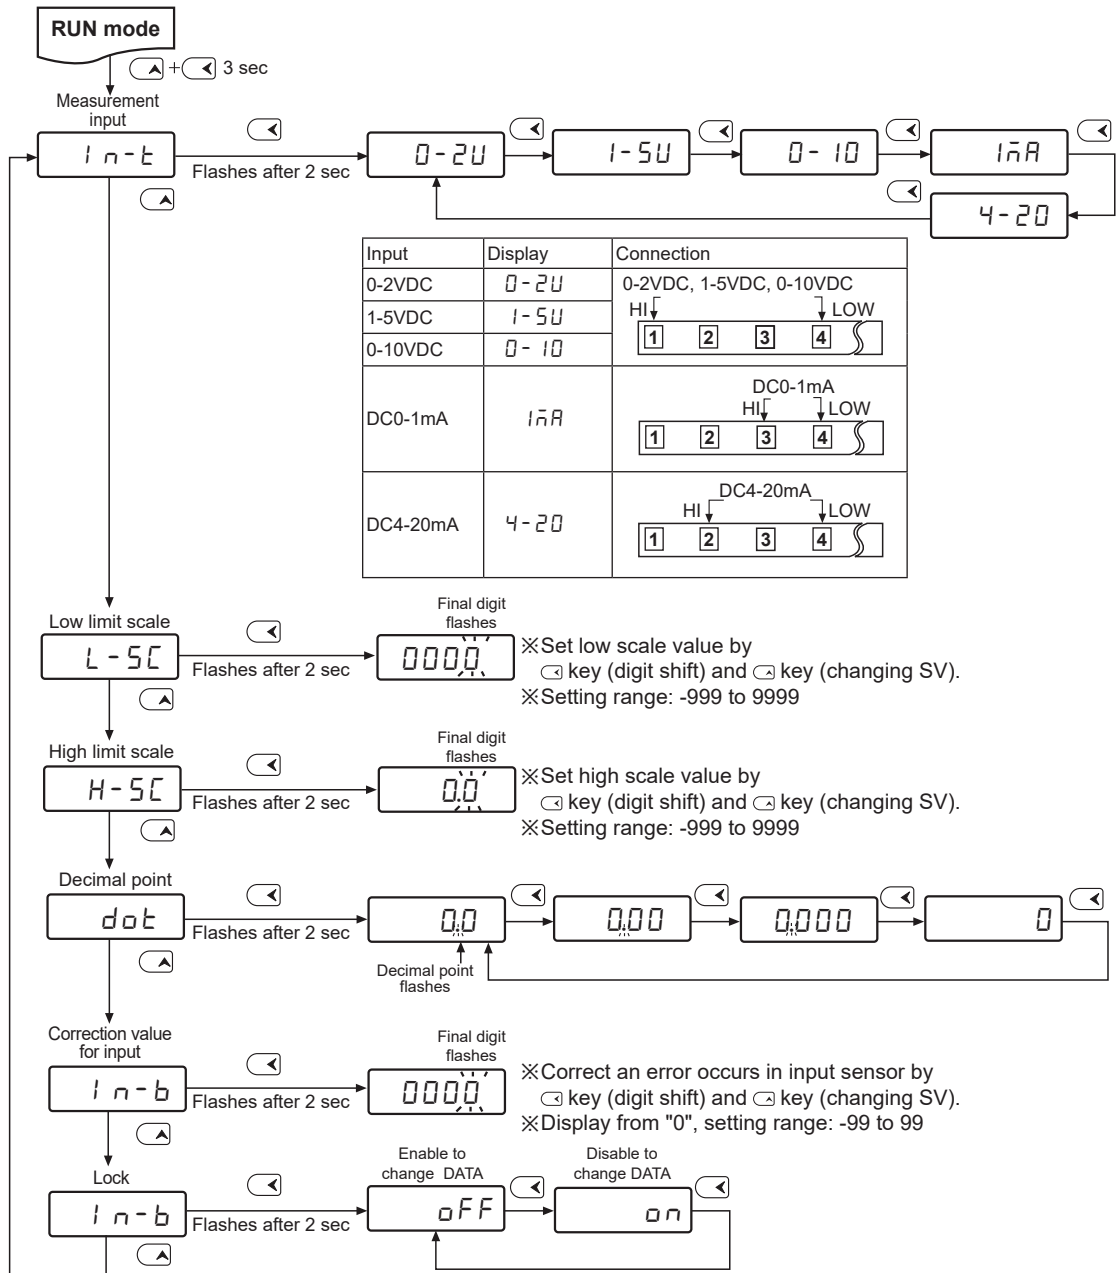 RUN mode
+ 3 sec
Measurement
input
In-t
Flashes after 2 sec
0-2V
1-5V
0-10
1mA
4-20
Input Display Connection
0-2VDC 0-2V 0-2VDC, 1-5VDC, 0-10VDC
HI LOW
1-5VDC 1-5V
1 2 3 4
0-10VDC 0-10
DC0-1mA
HI LOW
DC0-1mA 1mA
1 2 3 4
DC4-20mA
HI LOW
DC4-20mA 4-20
1 2 3 4
Low limit scale
L-SC
Flashes after 2 sec
Final digit
flashes
0000
※Set low scale value by
key (digit shift) and key (changing SV).
※Setting range: -999 to 9999
High limit scale
H-SC
Flashes after 2 sec
Final digit
flashes
0.0
※Set high scale value by
key (digit shift) and key (changing SV).
※Setting range: -999 to 9999
Decimal point
dot
Flashes after 2 sec
0.0
0.00
0.000
0
Decimal point
flashes
Correction value
for input
In-b
Flashes after 2 sec
Final digit
flashes
0000
※Correct an error occurs in input sensor by
key (digit shift) and key (changing SV).
※Display from "0", setting range: -99 to 99
Lock
In-b
Flashes after 2 sec
Enable to
change DATA
oFF
Disable to
change DATA
on